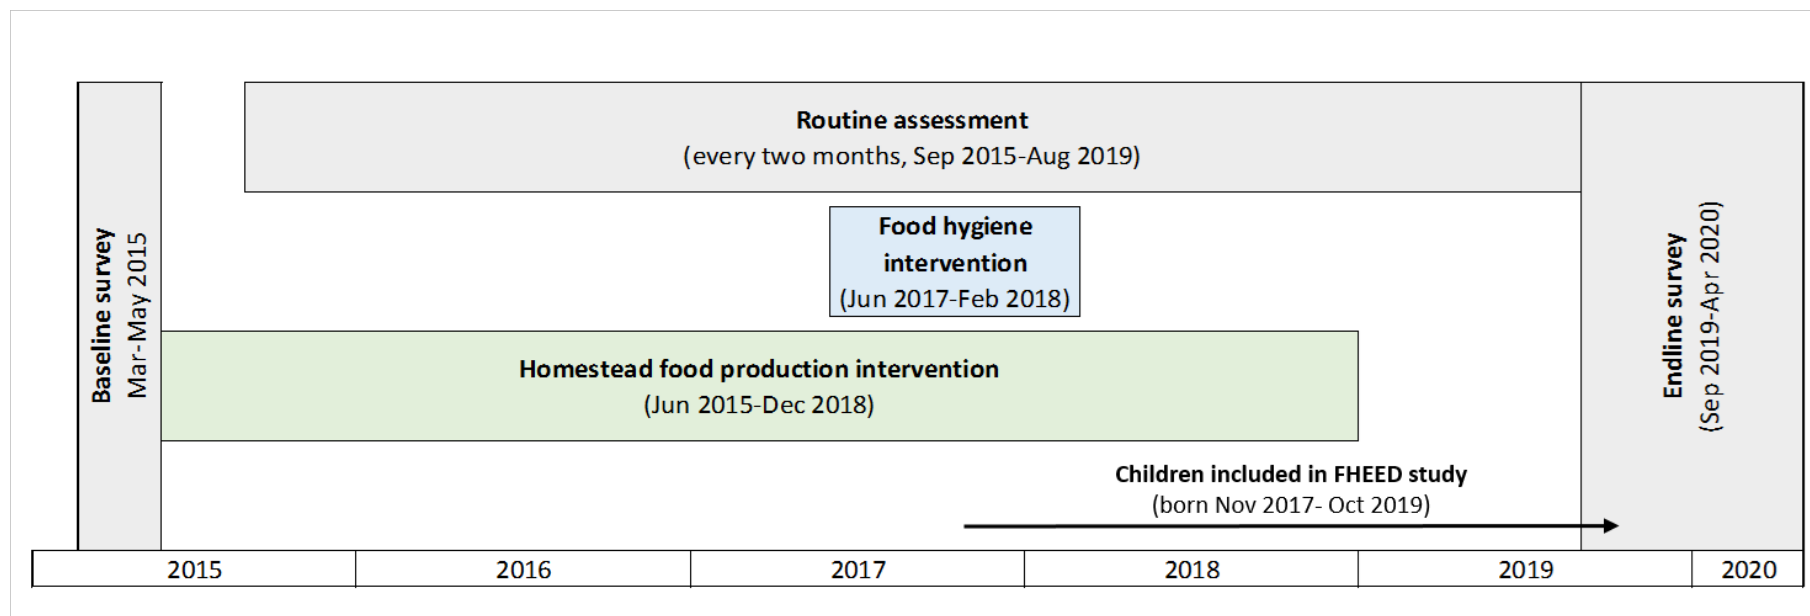 Baseline survey
Mar-May 2015
Routine assessment
(every two months, Sep 2015-Aug 2019)
Food hygiene
intervention
(Jun 2017-Feb 2018)
Homestead food production intervention
(Jun 2015-Dec 2018)
Children included in FHEED study
(born Nov 2017- Oct 2019)
Endline survey
(Sep 2019-Apr 2020)
2015
2016
2017
2018
2019
2020